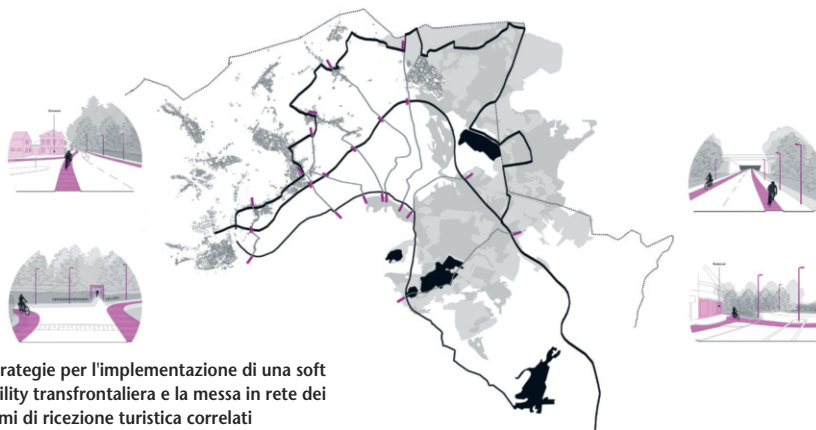 rategie per l'implementazione di una soft
ility transfrontaliera e la messa in rete dei
mi di ricezione turistica correlati